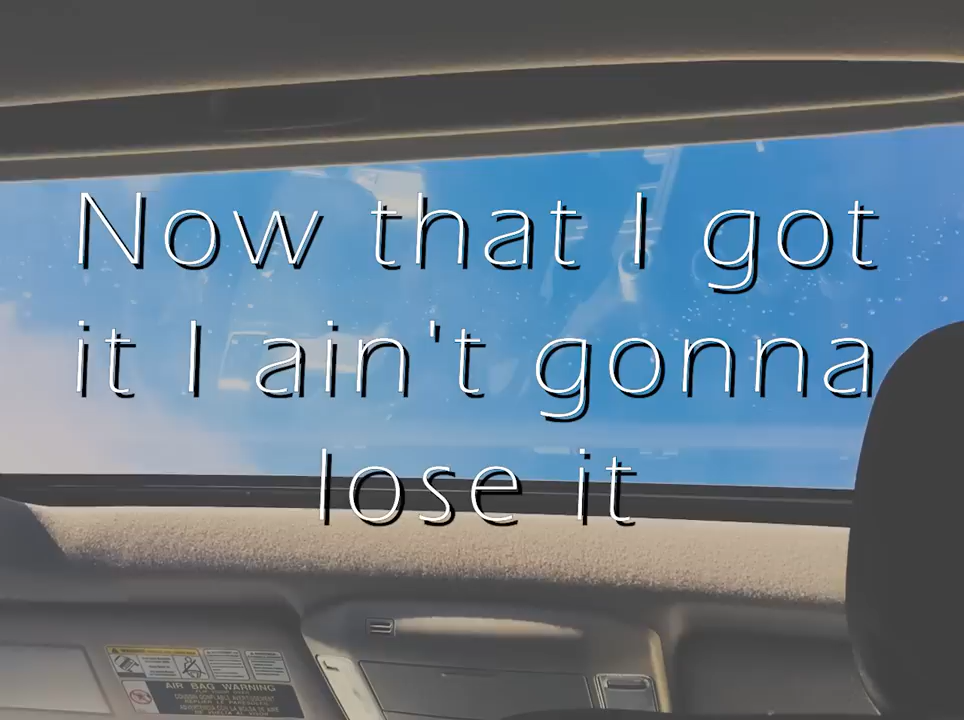 Now that I got
it I ain't gonna
lose it
AIR BAG WARNING